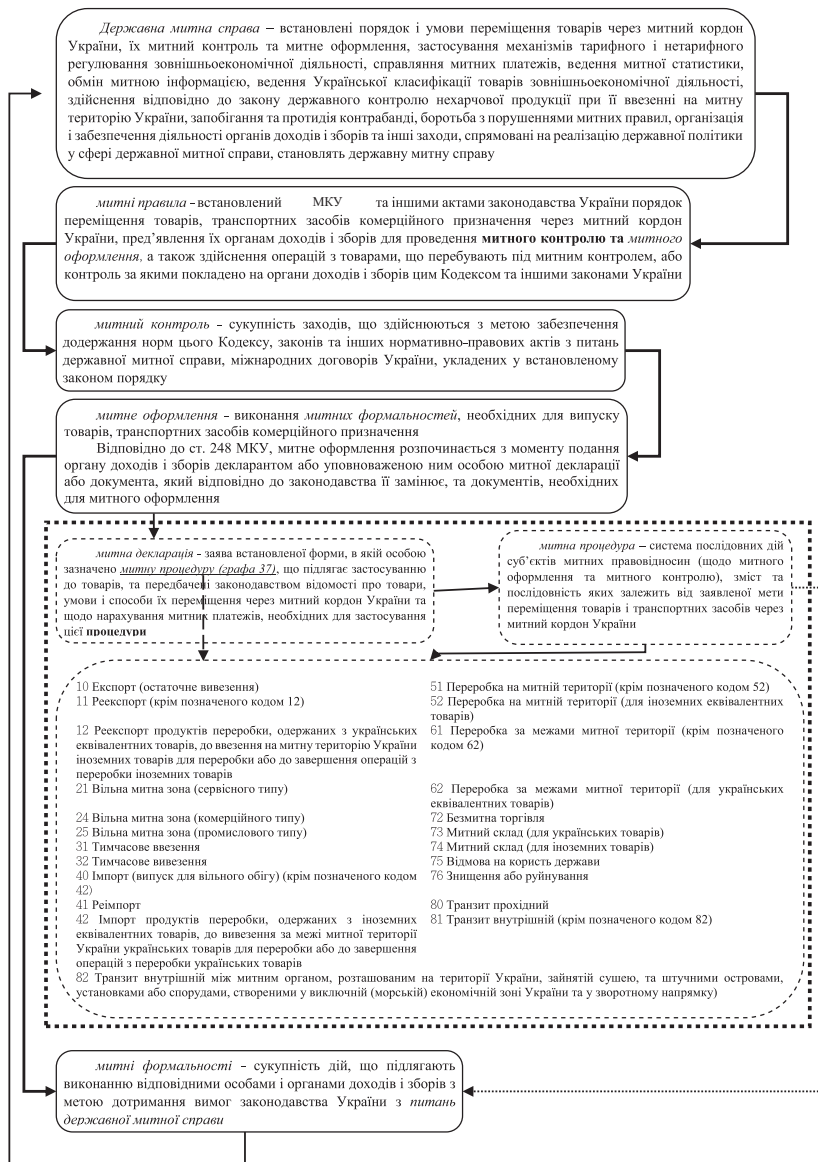 Державна митна справа – встановлені порядок і умови переміщення товарів через митний кордон
України, їх митний контроль та митне оформлення, застосування механізмів тарифного і нетарифного
регулювання зовнішньоекономічної діяльності, справляння митних платежів, ведення митної статистики,
обмін митною інформацією, ведення Української класифікації товарів зовнішньоекономічної діяльності,
здійснення відповідно до закону державного контролю нехарчової продукції при її ввезенні на митну
територію України, запобігання та протидія контрабанді, боротьба з порушеннями митних правил, організація
і забезпечення діяльності органів доходів і зборів та інші заходи, спрямовані на реалізацію державної політики
у сфері державної митної справи, становлять державну митну справу
митні правила - встановлений МКУ та іншими актами законодавства України порядок
переміщення товарів, транспортних засобів комерційного призначення через митний кордон
України, пред’явлення їх органам доходів і зборів для проведення митного контролю та митного
оформлення, а також здійснення операцій з товарами, що перебувають під митним контролем, або
контроль за якими покладено на органи доходів і зборів цим Кодексом та іншими законами України
митний контроль - сукупність заходів, що здійснюються з метою забезпечення
додержання норм цього Кодексу, законів та інших нормативно-правових актів з питань
державної митної справи, міжнародних договорів України, укладених у встановленому
законом порядку
митне оформлення - виконання митних формальностей, необхідних для випуску
товарів, транспортних засобів комерційного призначення
Відповідно до ст. 248 МКУ, митне оформлення розпочинається з моменту подання
органу доходів і зборів декларантом або уповноваженою ним особою митної декларації
або документа, який відповідно до законодавства її замінює, та документів, необхідних
для митного оформлення
митна декларація - заява встановленої форми, в якій особою
зазначено митну процедуру (графа 37), що підлягає застосуванню
до товарів, та передбачені законодавством відомості про товари,
умови і способи їх переміщення через митний кордон України та
щодо нарахування митних платежів, необхідних для застосування
цієї процедури
митна процедура – система послідовних дій
суб’єктів митних правовідносин (щодо митного
оформлення та митного контролю), зміст та
послідовність яких залежить від заявленої мети
переміщення товарів і транспортних засобів через
митний кордон України
10 Експорт (остаточне вивезення)
11 Реекспорт (крім позначеного кодом 12)
12 Реекспорт продуктів переробки, одержаних з українських
еквівалентних товарів, до ввезення на митну територію України
іноземних товарів для переробки або до завершення операцій з
переробки іноземних товарів
21 Вільна митна зона (сервісного типу)
24 Вільна митна зона (комерційного типу)
25 Вільна митна зона (промислового типу)
31 Тимчасове ввезення
32 Тимчасове вивезення
40 Імпорт (випуск для вільного обігу) (крім позначеного кодом
42)
41 Реімпорт
42 Імпорт продуктів переробки, одержаних з іноземних
еквівалентних товарів, до вивезення за межі митної території
України українських товарів для переробки або до завершення
операцій з переробки українських товарів
51 Переробка на митній території (крім позначеного кодом 52)
52 Переробка на митній території (для іноземних еквівалентних
товарів)
61 Переробка за межами митної території (крім позначеного
кодом 62)
62 Переробка за межами митної території (для українських
еквівалентних товарів)
72 Безмитна торгівля
73 Митний склад (для українських товарів)
74 Митний склад (для іноземних товарів)
75 Відмова на користь держави
76 Знищення або руйнування
80 Транзит прохідний
81 Транзит внутрішній (крім позначеного кодом 82)
82 Транзит внутрішній між митним органом, розташованим на території України, зайнятій сушею, та штучними островами,
установками або спорудами, створеними у виключній (морській) економічній зоні України та у зворотному напрямку)
митні формальності - сукупність дій, що підлягають
виконанню відповідними особами і органами доходів і зборів з
метою дотримання вимог законодавства України з питань
державної митної справи